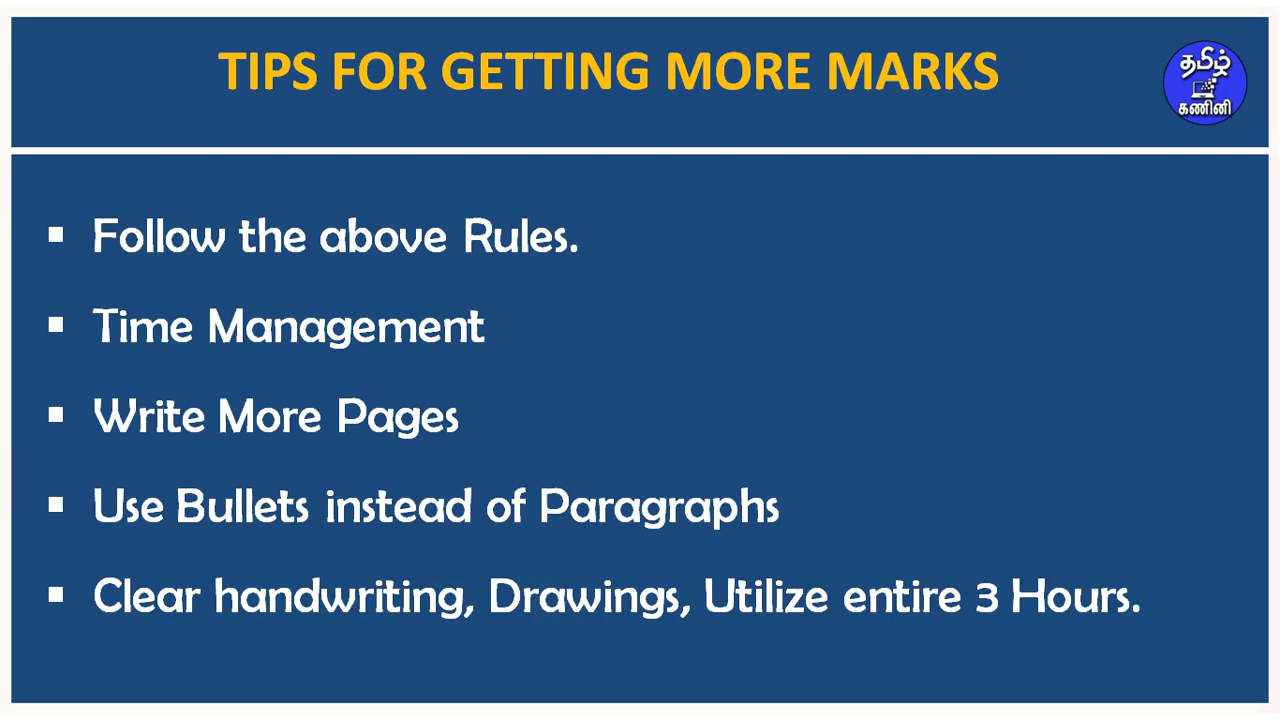 TIPS FOR GETTING MORE MARKS
தமிழ்
கணினி
▪ Follow the above Rules.
▪ Time Management
▪ Write More Pages
▪ Use Bullets instead of Paragraphs
▪ Clear handwriting, Drawings, Utilize entire 3 Hours.